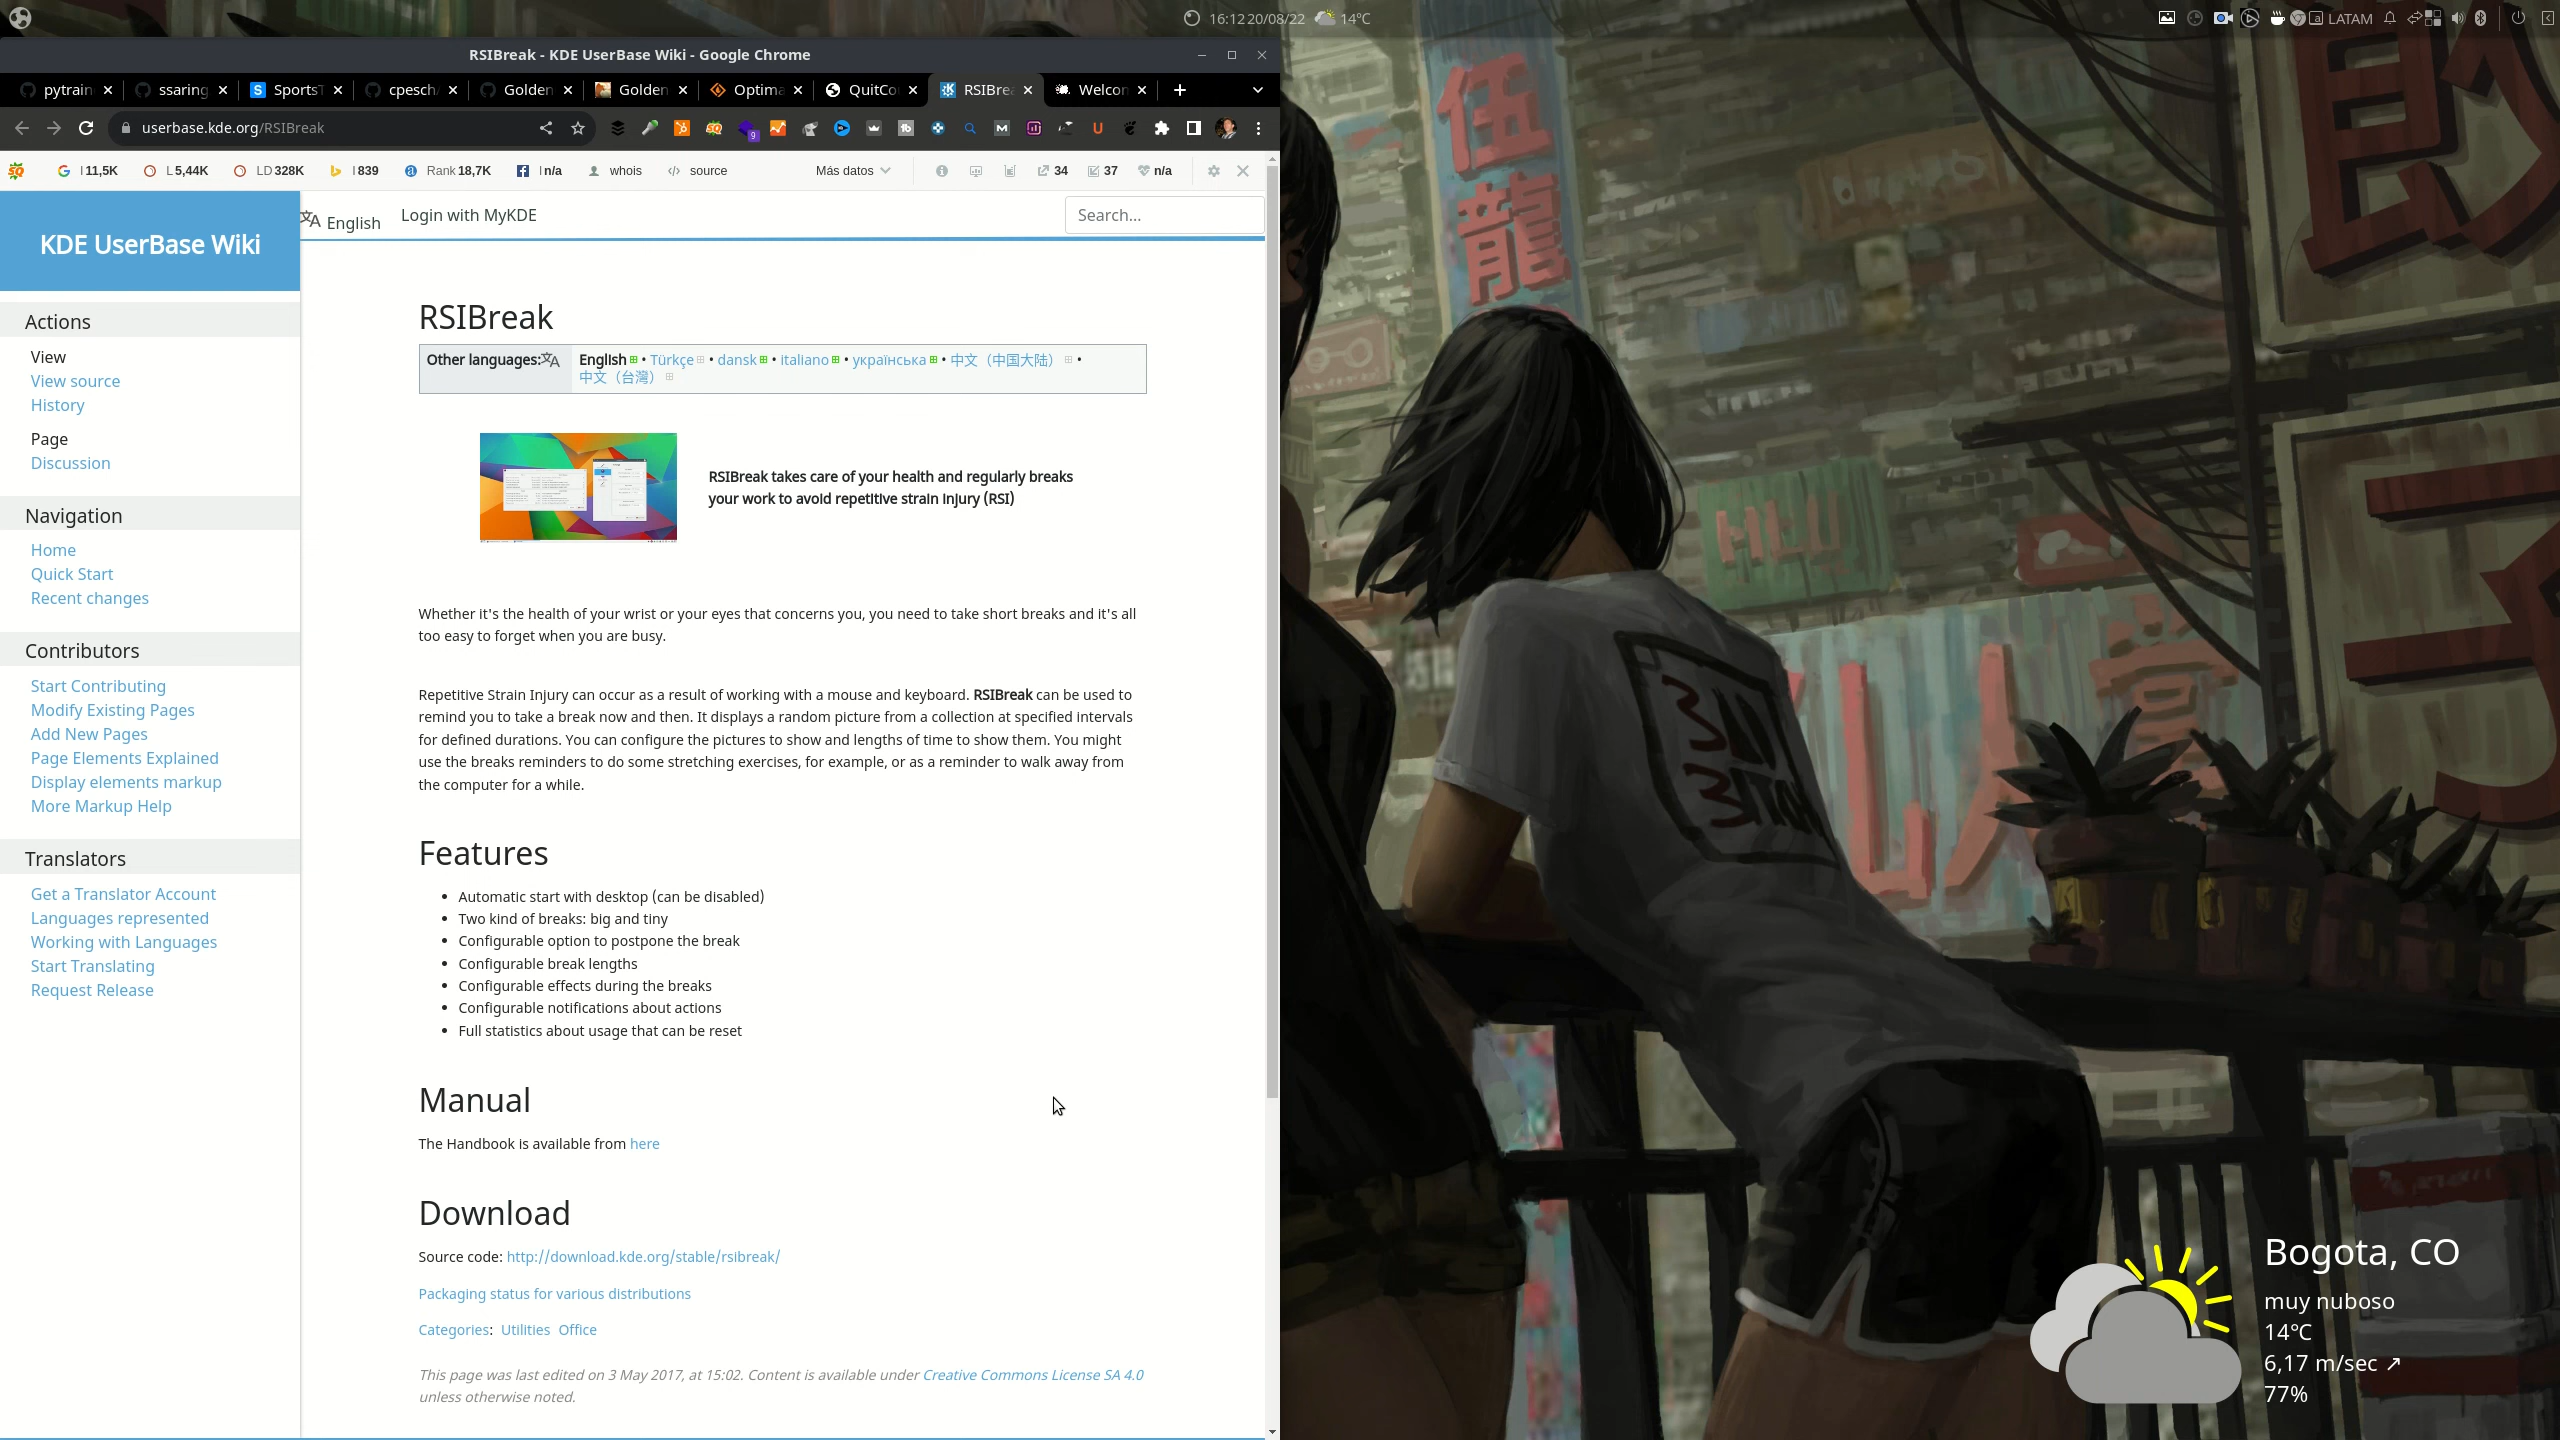 16:12 20/08/22 14°C
LATAM
RSIBreak - KDE UserBase Wiki - Google Chrome
pytrain ssaring SportsT cpesch Golden Golden Optima QuitCo RSIBrea Welcon
userbase.kde.org/RSIBreak
9
I 11,5K L 5,44K LD 328K I 839 Rank 18,7K I n/a whois source Más datos 34 37 n/a
KDE UserBase Wiki
English
Login with MyKDE
Search...
Actions
View
View source
History
Page
Discussion
Navigation
Home
Quick Start
Recent changes
Contributors
Start Contributing
Modify Existing Pages
Add New Pages
Page Elements Explained
Display elements markup
More Markup Help
Translators
Get a Translator Account
Languages represented
Working with Languages
Start Translating
Request Release
RSIBreak
Other languages: English • Türkçe • dansk • italiano • українська • 中文（中国大陆） •
中文（台灣）
RSIBreak takes care of your health and regularly breaks
your work to avoid repetitive strain injury (RSI)
Whether it's the health of your wrist or your eyes that concerns you, you need to take short breaks and it's all
too easy to forget when you are busy.
Repetitive Strain Injury can occur as a result of working with a mouse and keyboard. RSIBreak can be used to
remind you to take a break now and then. It displays a random picture from a collection at specified intervals
for defined durations. You can configure the pictures to show and lengths of time to show them. You might
use the breaks reminders to do some stretching exercises, for example, or as a reminder to walk away from
the computer for a while.
Features
• Automatic start with desktop (can be disabled)
• Two kind of breaks: big and tiny
• Configurable option to postpone the break
• Configurable break lengths
• Configurable effects during the breaks
• Configurable notifications about actions
• Full statistics about usage that can be reset
Manual
The Handbook is available from here
Download
Source code: http://download.kde.org/stable/rsibreak/
Packaging status for various distributions
Categories: Utilities Office
This page was last edited on 3 May 2017, at 15:02. Content is available under Creative Commons License SA 4.0
unless otherwise noted.
伍
龍
Bogota, CO
muy nuboso
14°C
6,17 m/sec ↗
77%